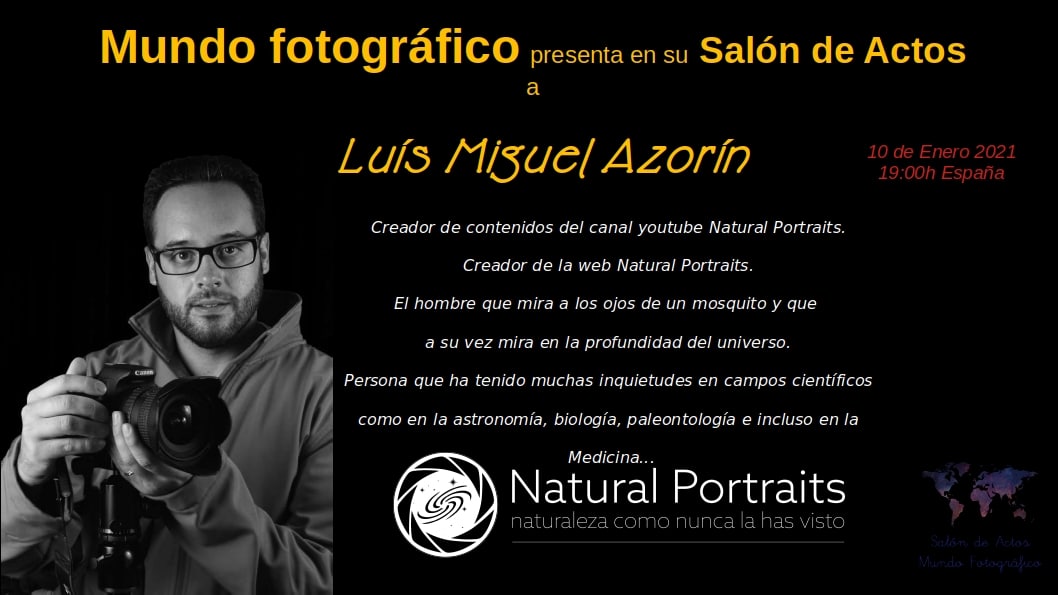 Mundo fotográfico presenta en su Salón de Actos
a
Luís Miguel Azorín
10 de Enero 2021
19:00h España
Creador de contenidos del canal youtube Natural Portraits.
Creador de la web Natural Portraits.
El hombre que mira a los ojos de un mosquito y que
a su vez mira en la profundidad del universo.
Persona que ha tenido muchas inquietudes en campos científicos
como en la astronomía, biología, paleontología e incluso en la
Medicina...
Canon
Natural Portraits
naturaleza como nunca la has visto
Salón de Actos
Mundo Fotográfico